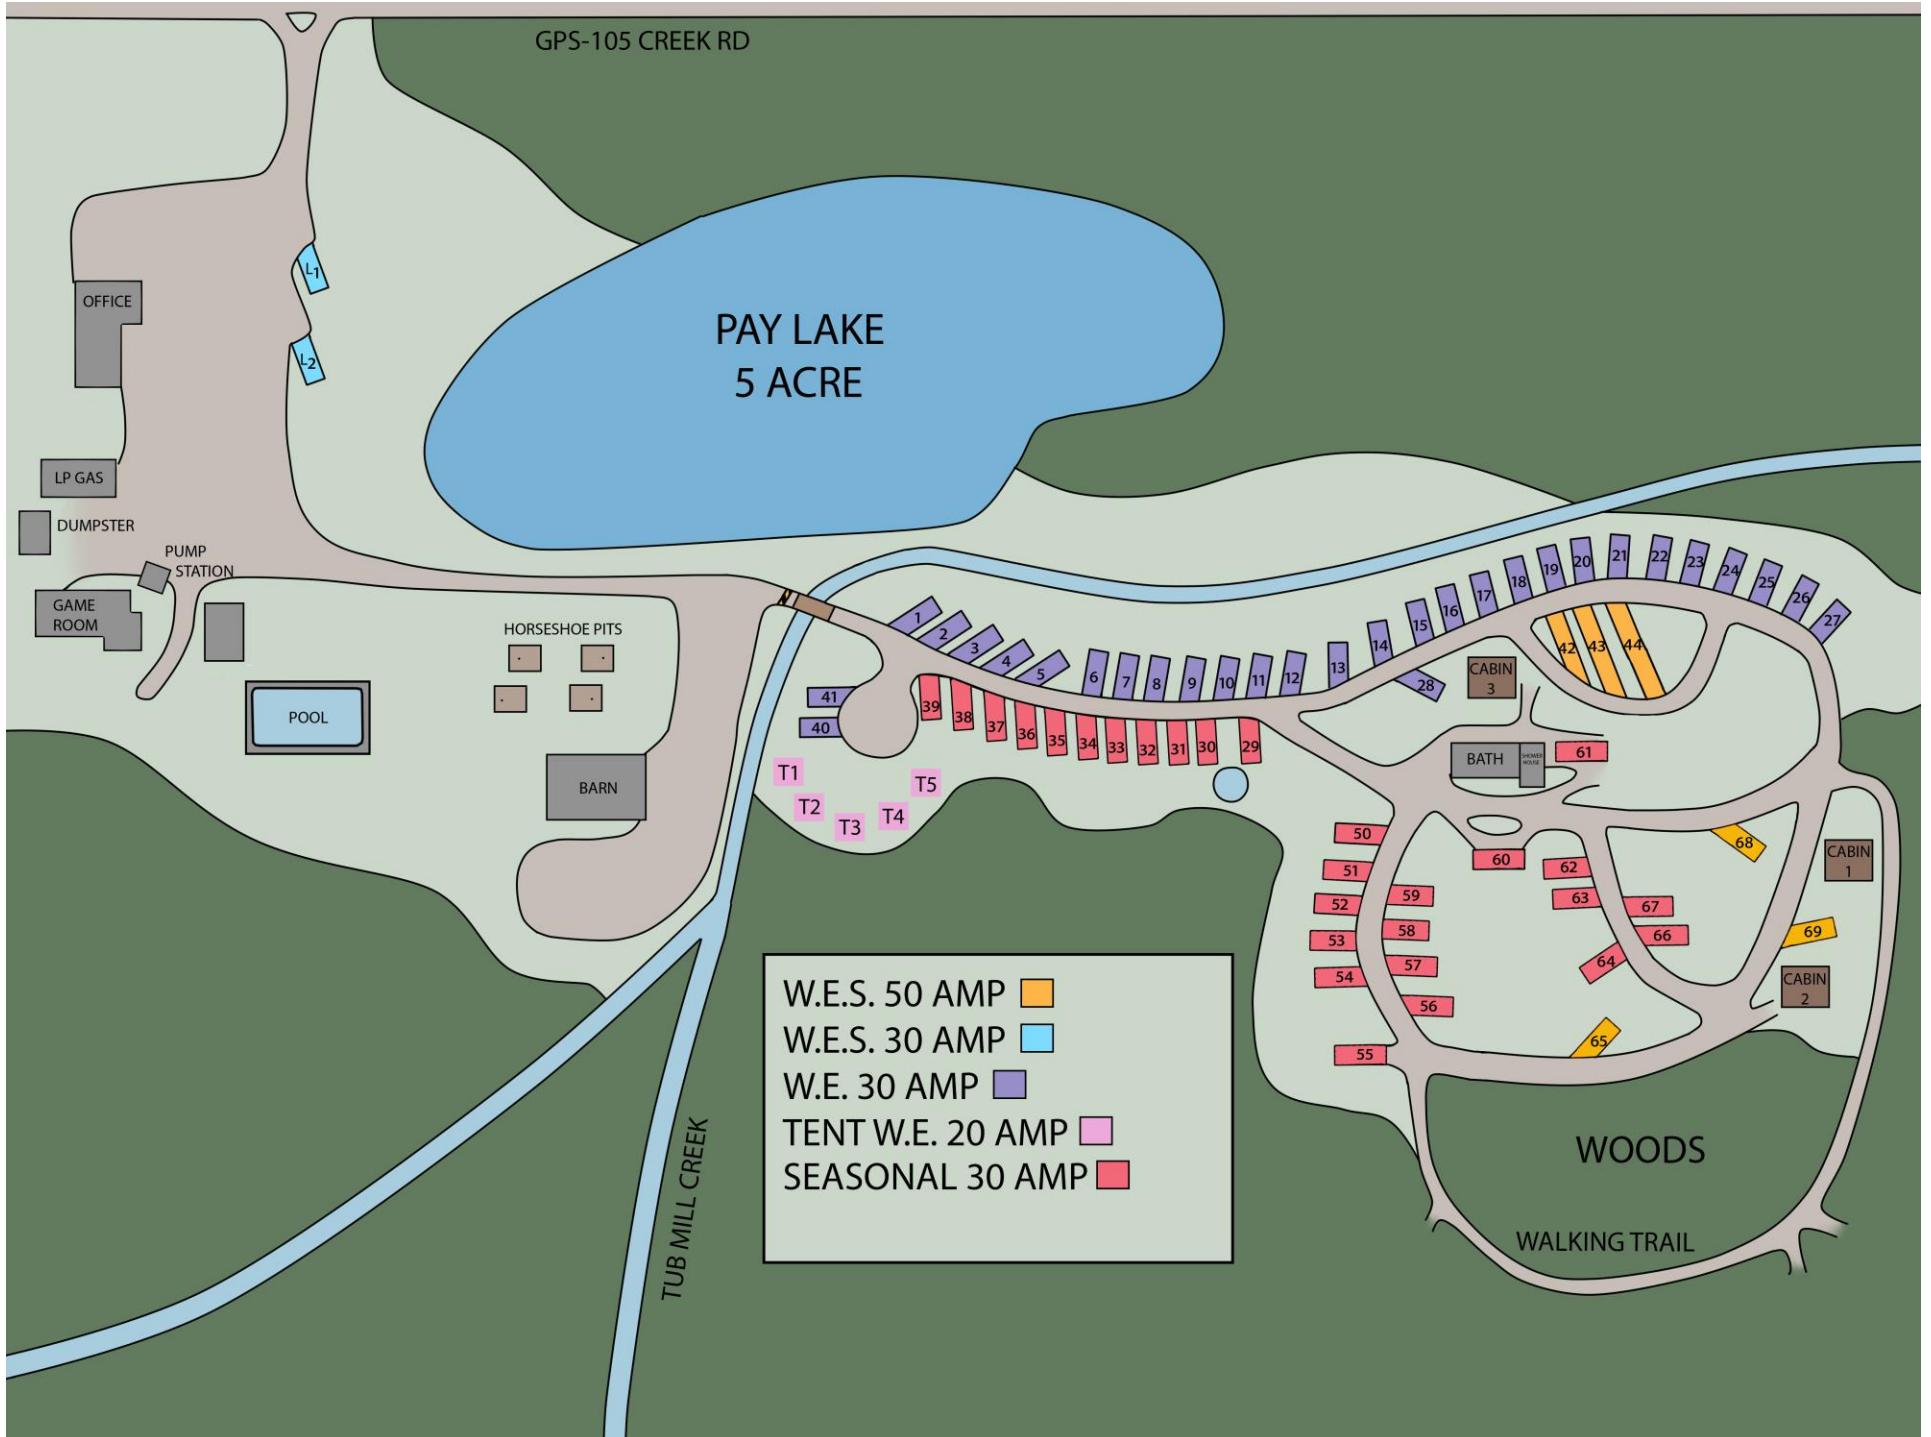 GPS-105 CREEK RD
L1
OFFICE
PAY LAKE
5 ACRE
L2
LP GAS
DUMPSTER
PUMP
STATION
GAME
ROOM
HORSESHOE PITS
POOL
BARN
1
2
3
4
5
6
7
8
9
10
11
12
13
14
15
16
17
18
19
20
21
22
23
24
25
26
27
28
42
43
44
CABIN
3
41
40
39
38
37
36
35
34
33
32
31
30
29
T1
T2
T3
T4
T5
BATH
SHOWER
HOUSE
61
50
51
52
53
54
55
56
57
58
59
60
62
63
64
65
66
67
68
69
CABIN
1
CABIN
2
W.E.S. 50 AMP
W.E.S. 30 AMP
W.E. 30 AMP
TENT W.E. 20 AMP
SEASONAL 30 AMP
TUB MILL CREEK
WOODS
WALKING TRAIL